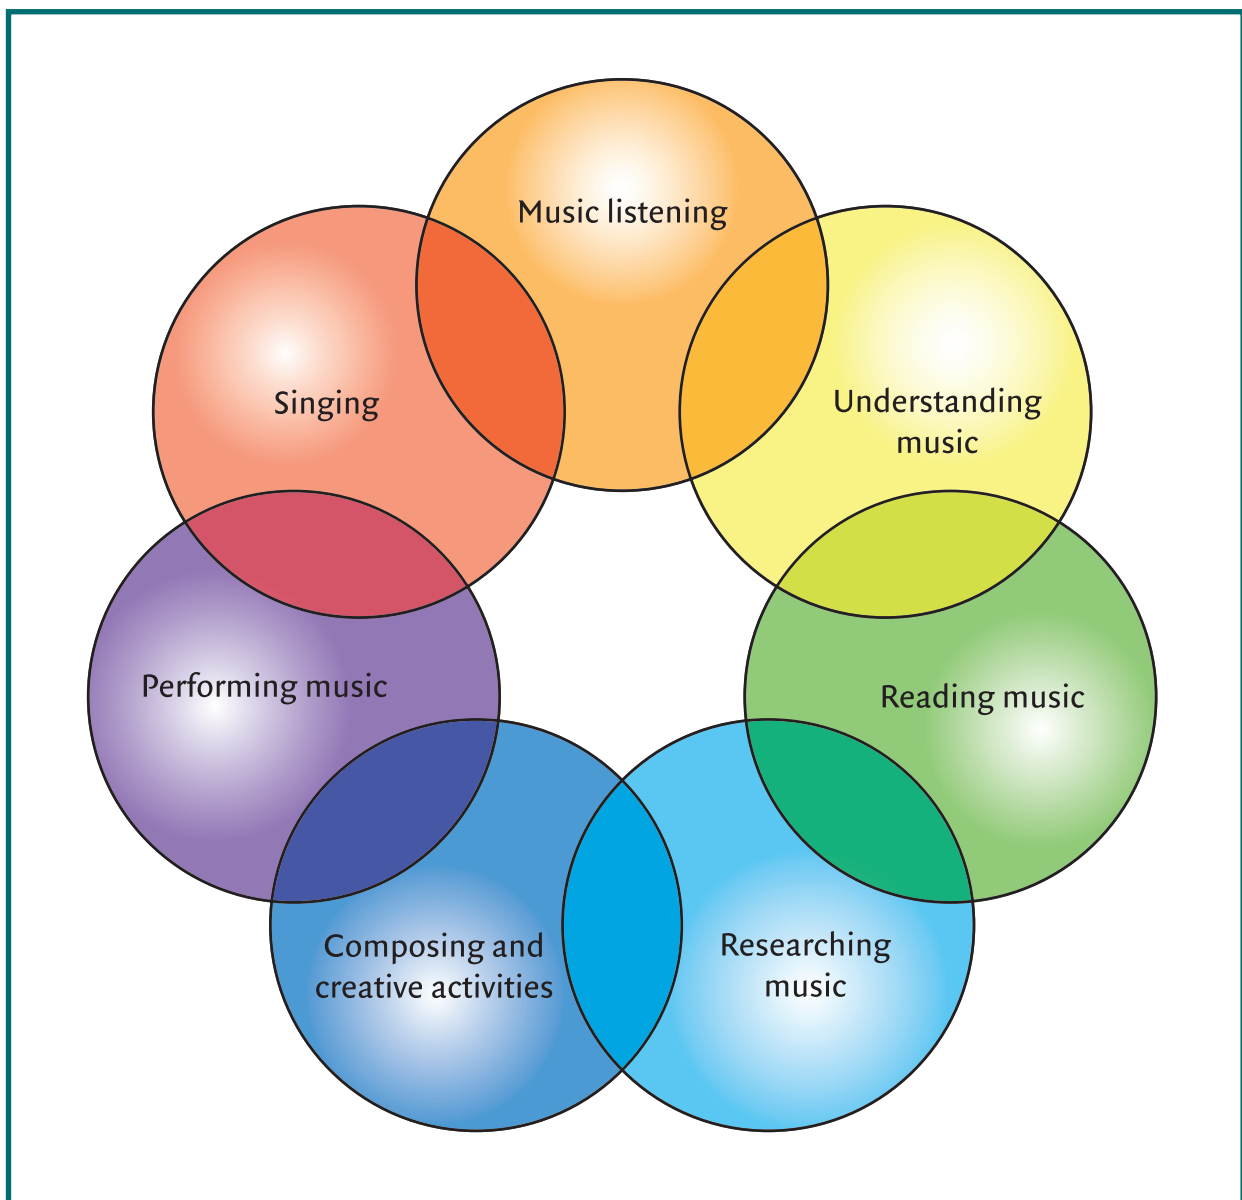 Music listening
Singing
Understanding
music
Performing music
Reading music
Composing and
creative activities
Researching
music